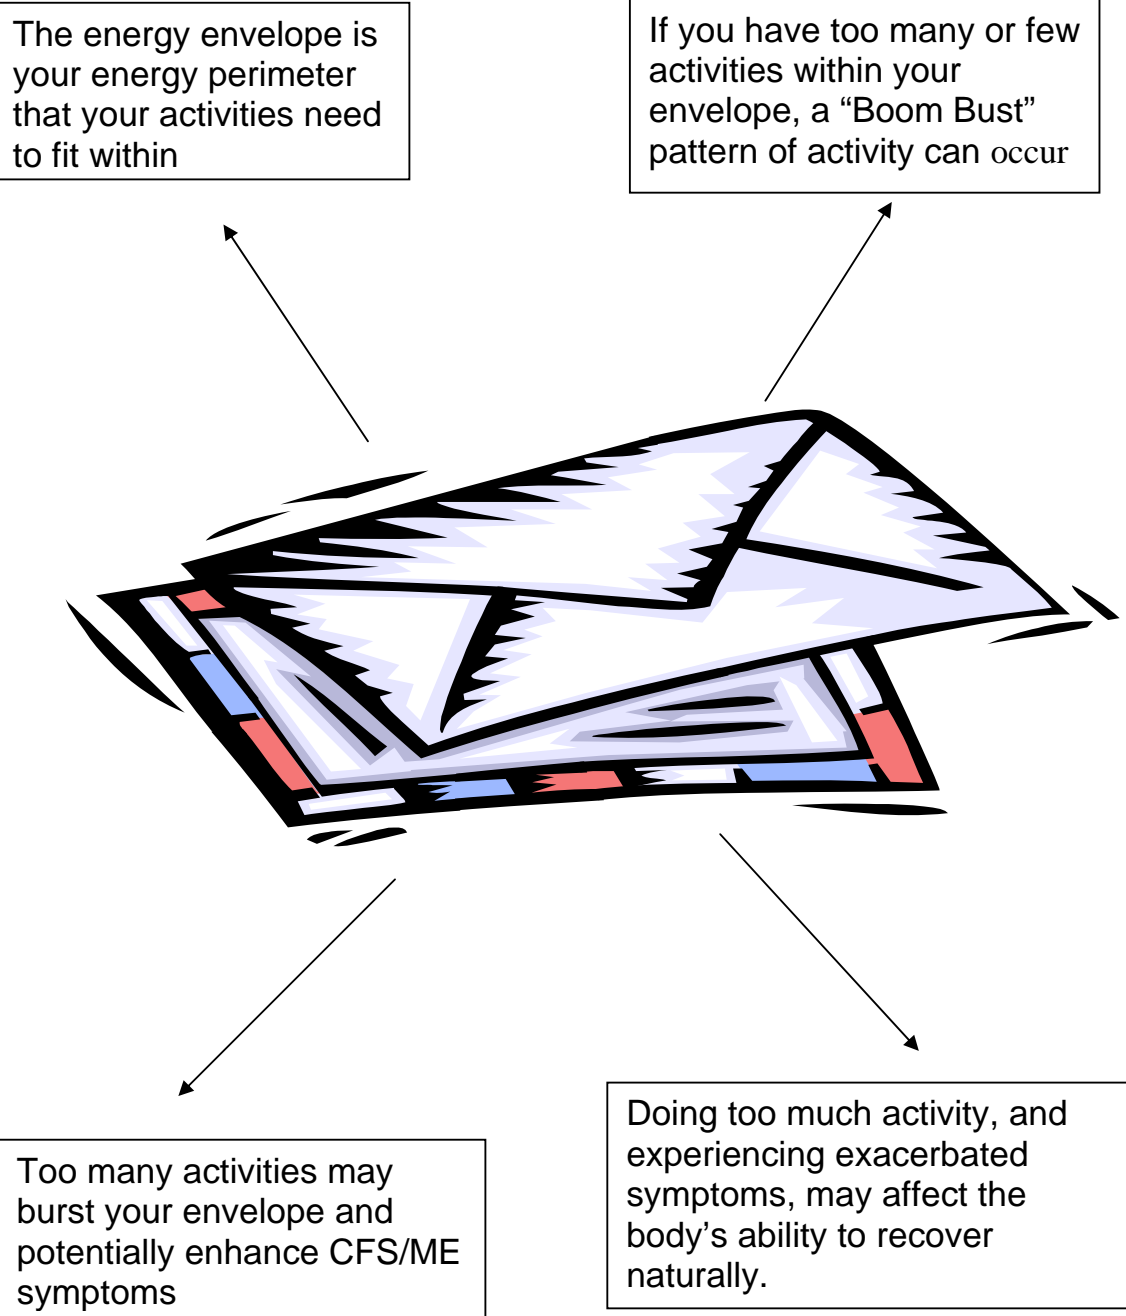 The energy envelope is
your energy perimeter
that your activities need
to fit within
If you have too many or few
activities within your
envelope, a “Boom Bust”
pattern of activity can occur
Too many activities may
burst your envelope and
potentially enhance CFS/ME
symptoms
Doing too much activity, and
experiencing exacerbated
symptoms, may affect the
body’s ability to recover
naturally.